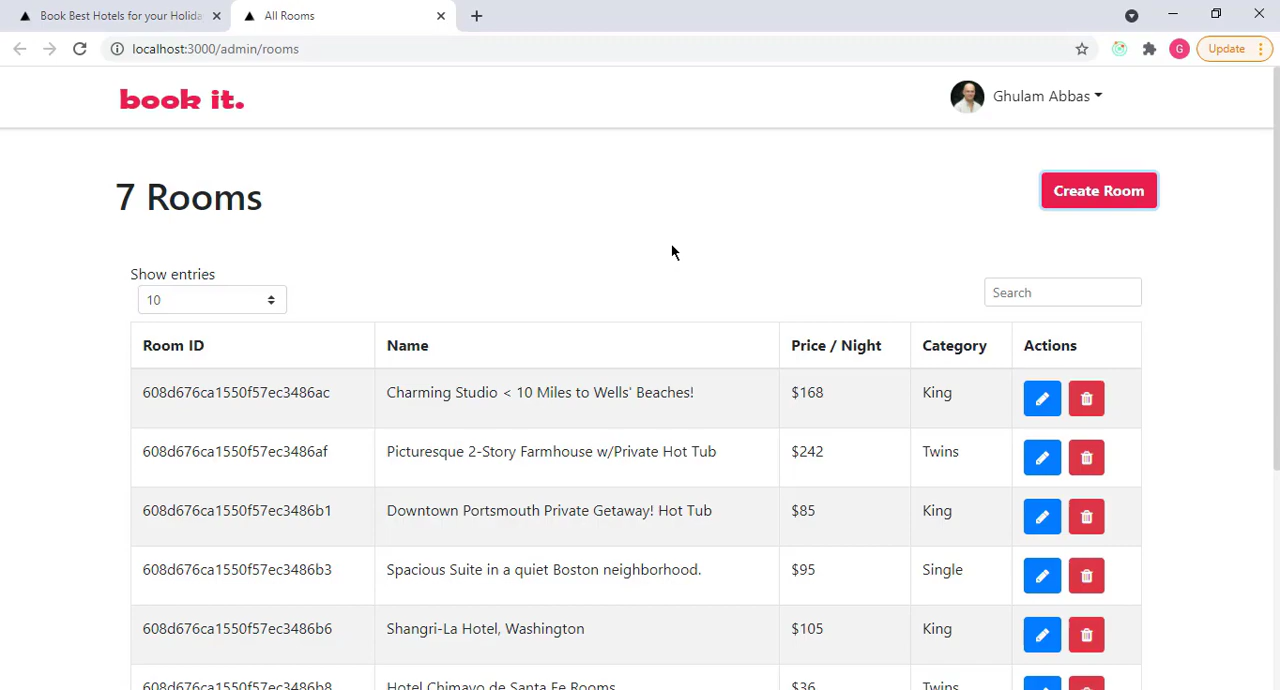 Book Best Hotels for your Holida
All Rooms
localhost:3000/admin/rooms
G
Update
book it.
Ghulam Abbas
7 Rooms
Create Room
Show entries
10
Search
Room ID Name Price / Night Category Actions
608d676ca1550f57ec3486ac Charming Studio < 10 Miles to Wells' Beaches! $168 King
608d676ca1550f57ec3486af Picturesque 2-Story Farmhouse w/Private Hot Tub $242 Twins
608d676ca1550f57ec3486b1 Downtown Portsmouth Private Getaway! Hot Tub $85 King
608d676ca1550f57ec3486b3 Spacious Suite in a quiet Boston neighborhood. $95 Single
608d676ca1550f57ec3486b6 Shangri-La Hotel, Washington $105 King
608d676ca1550f57ec3486b8 Hotel Chimayo de Santa Fe Rooms $36 Twins